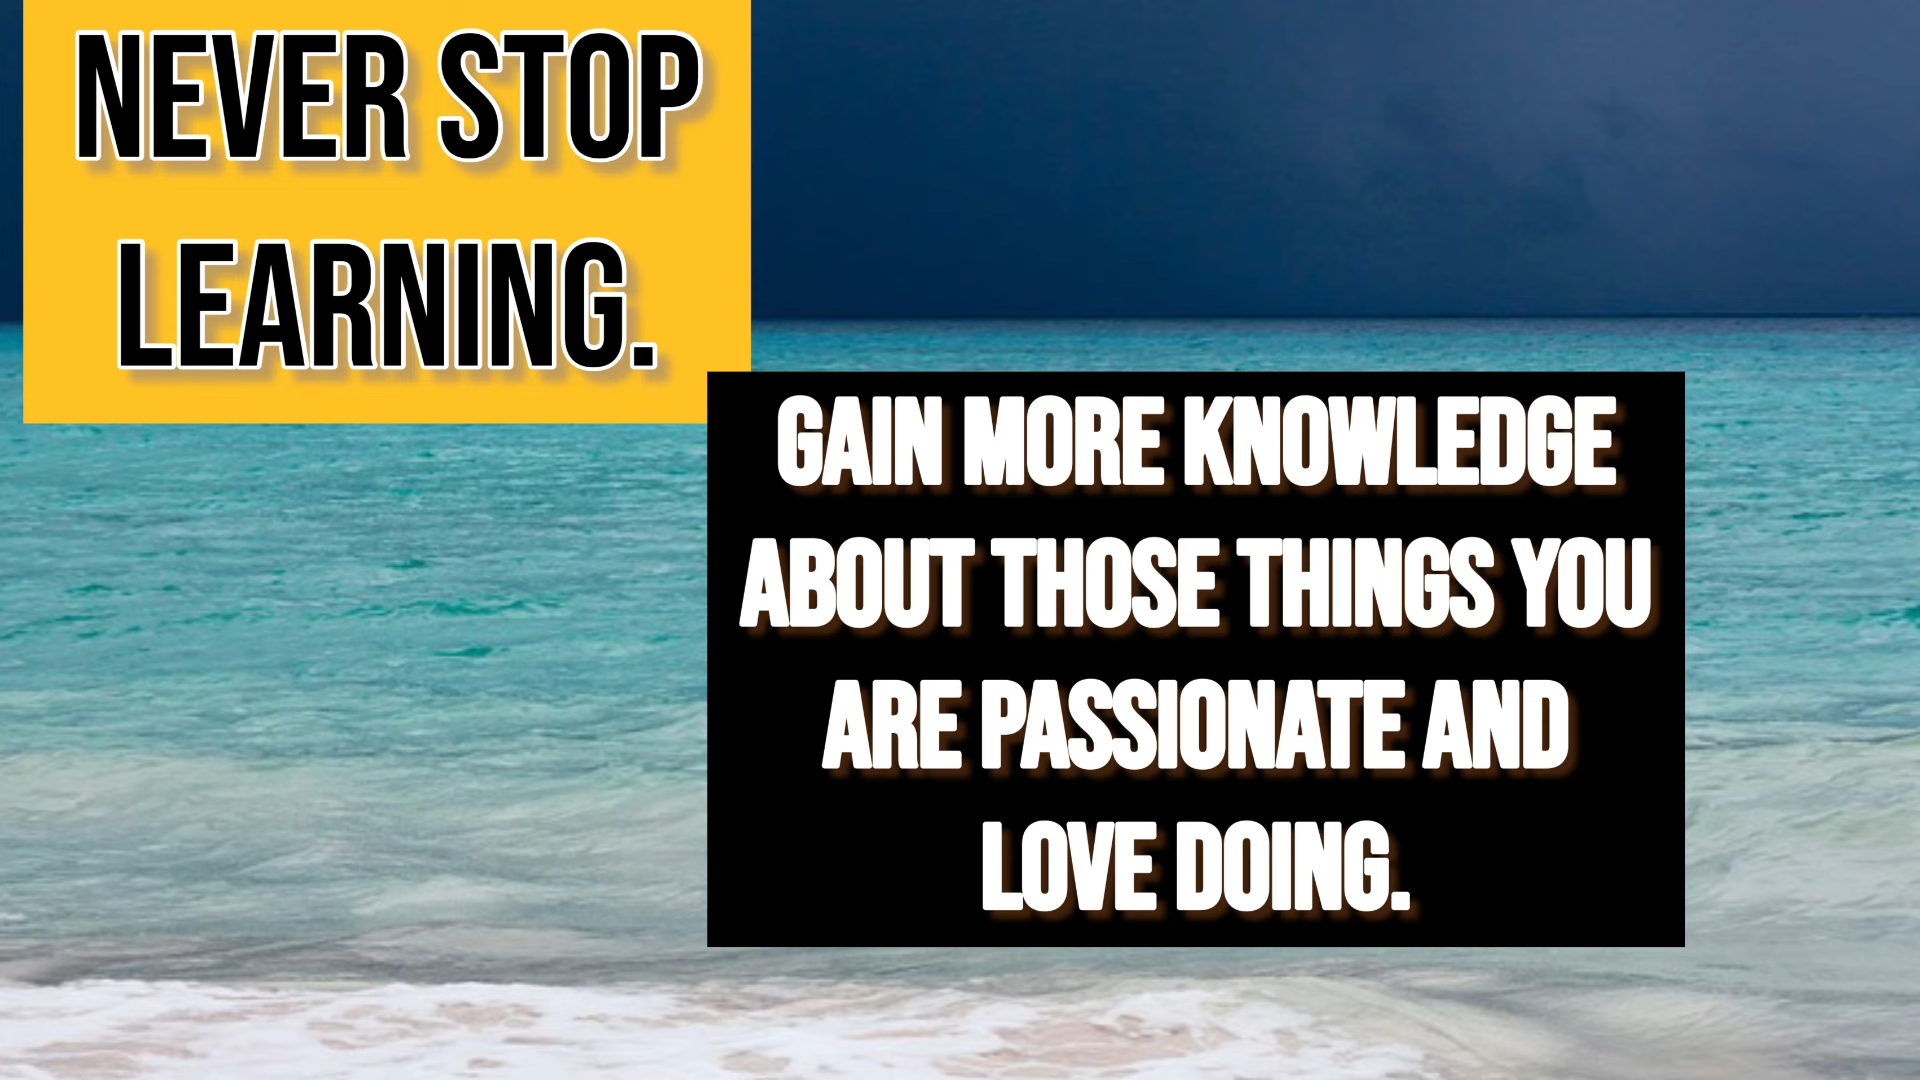 NEVER STOP
LEARNING.
GAIN MORE KNOWLEDGE
ABOUT THOSE THINGS YOU
ARE PASSIONATE AND
LOVE DOING.